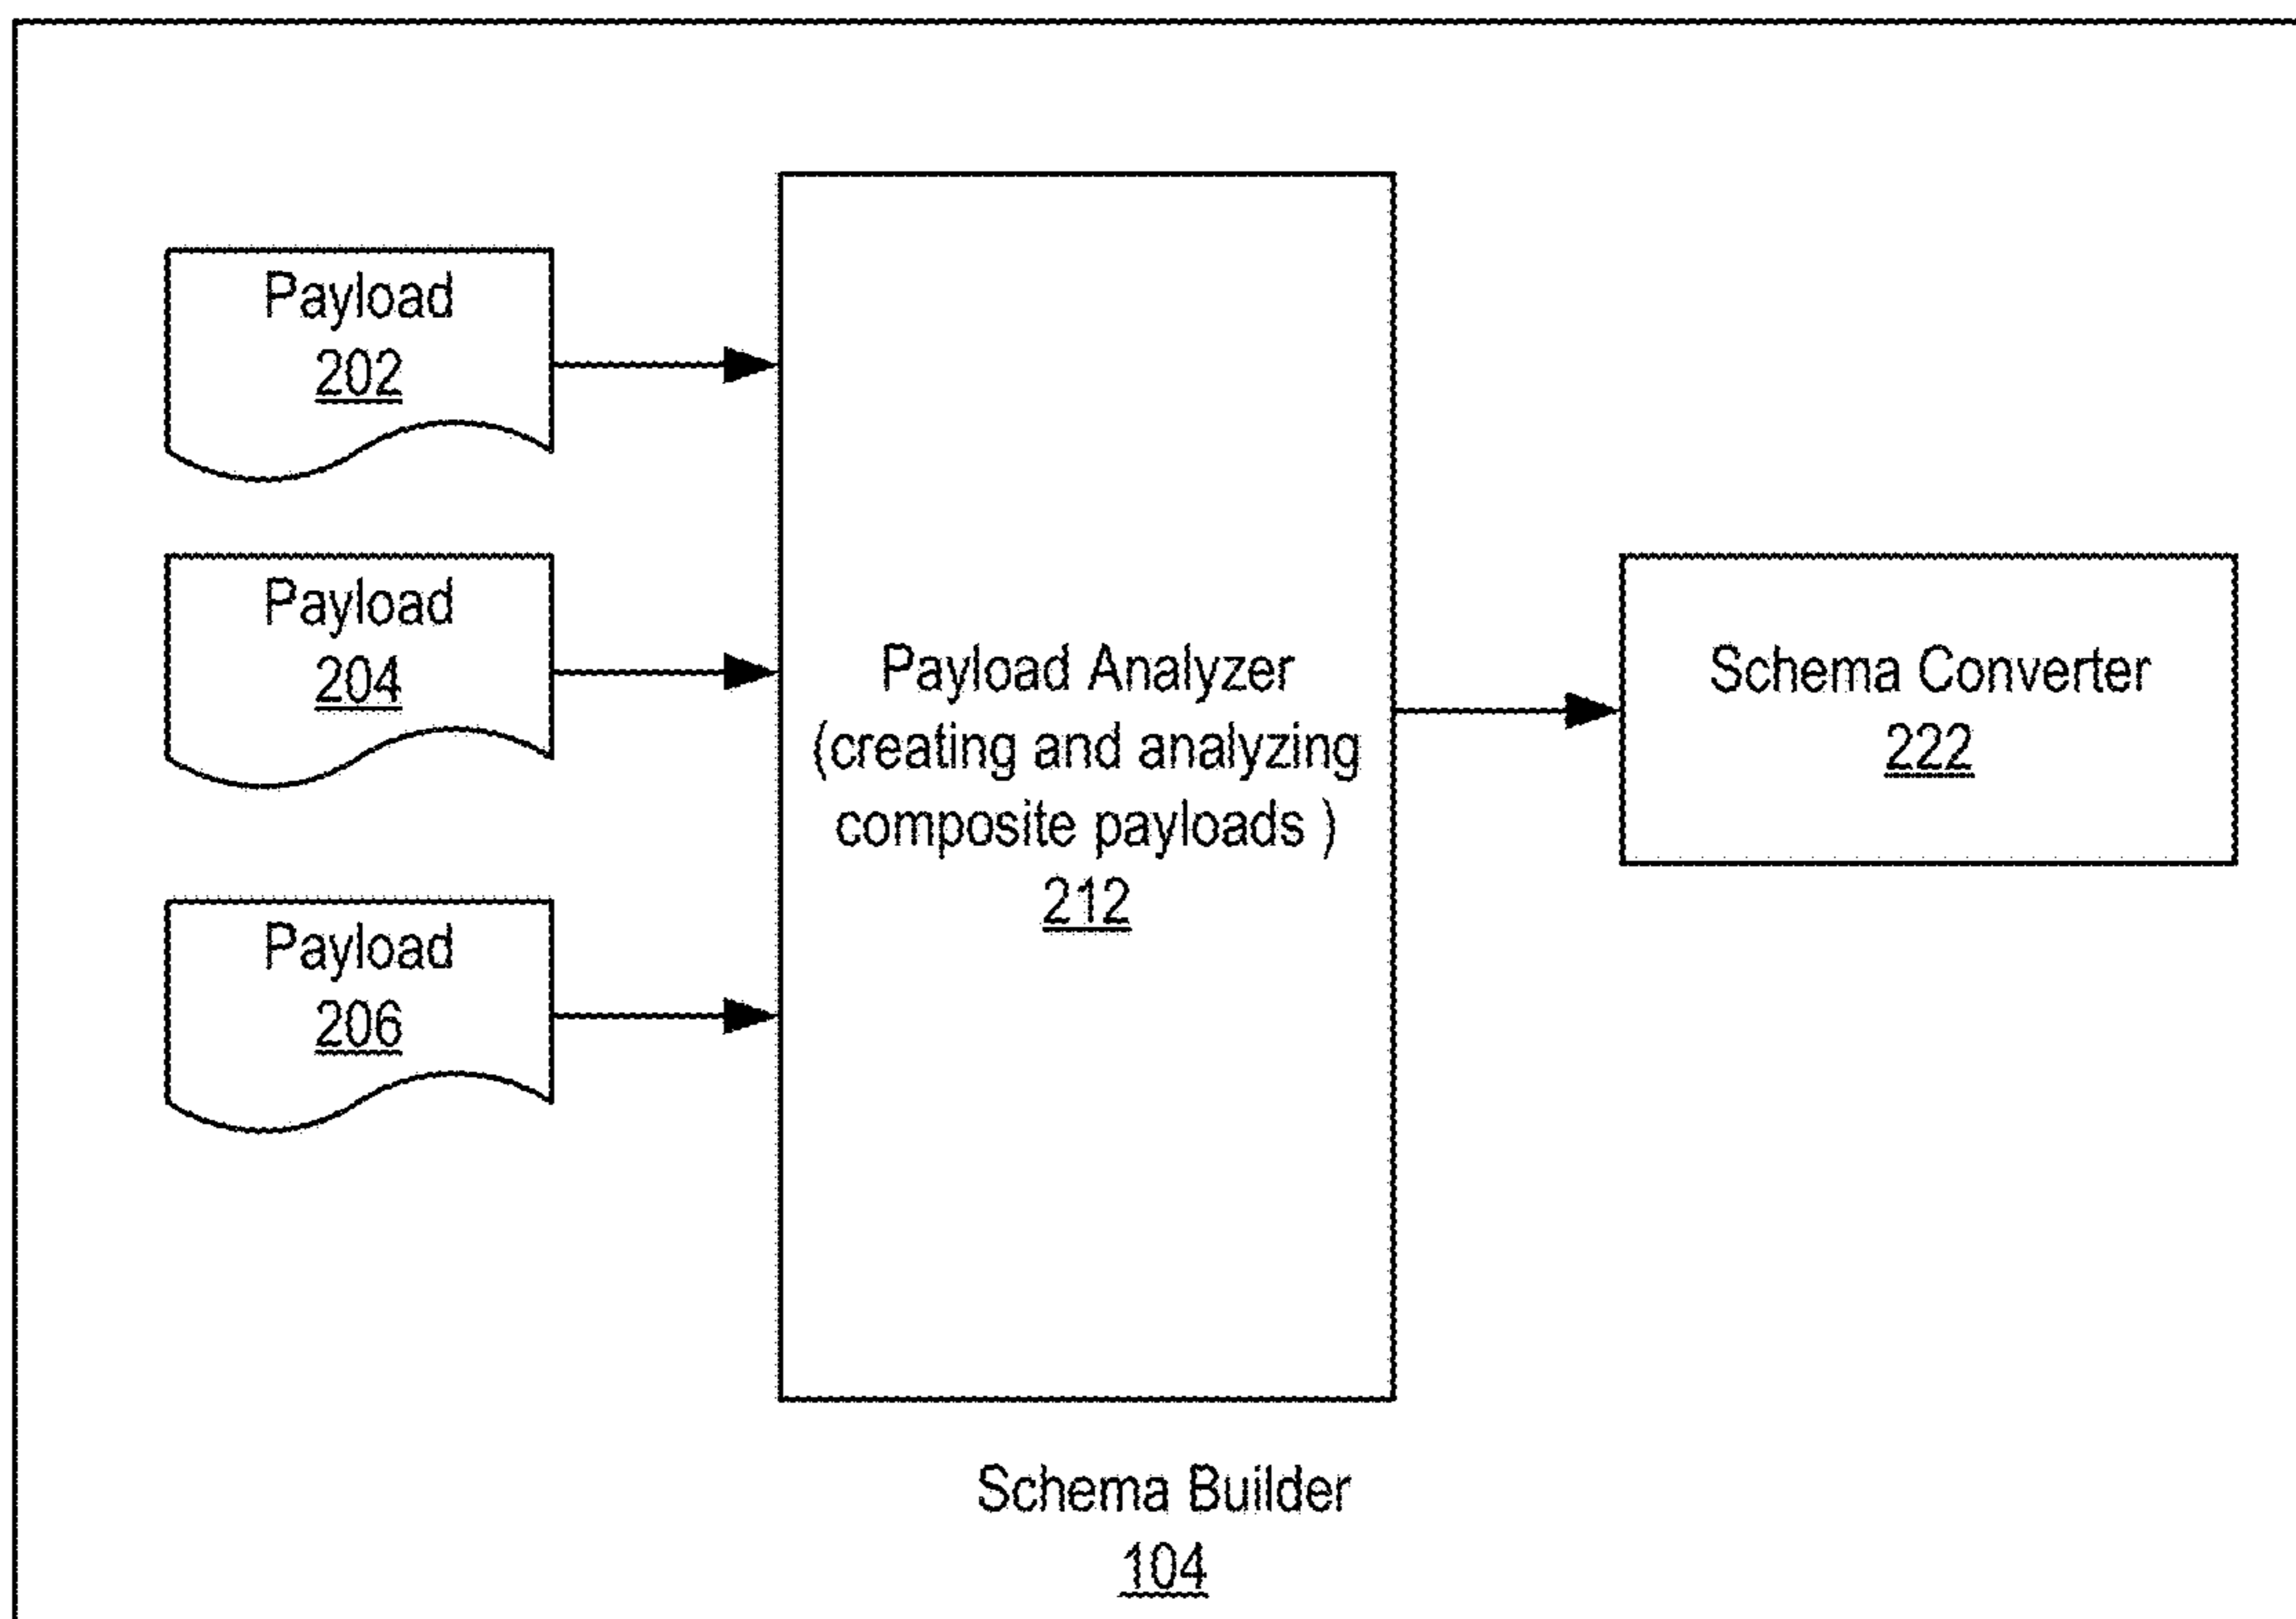 Payload
202
Payload
204
Payload
206
Payload Analyzer
(creating and analyzing
composite payloads )
212
Schema Converter
222
Schema Builder
104